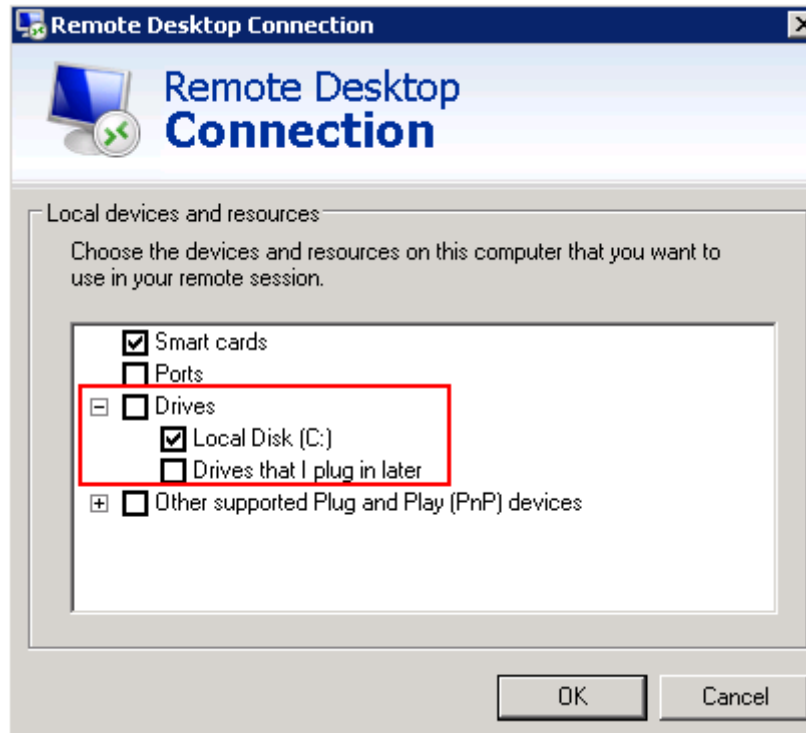 Remote Desktop Connection
Remote Desktop
Connection
Local devices and resources
Choose the devices and resources on this computer that you want to
use in your remote session.
Smart cards
Ports
Drives
Local Disk (C:)
Drives that I plug in later
Other supported Plug and Play (PnP) devices
OK Cancel